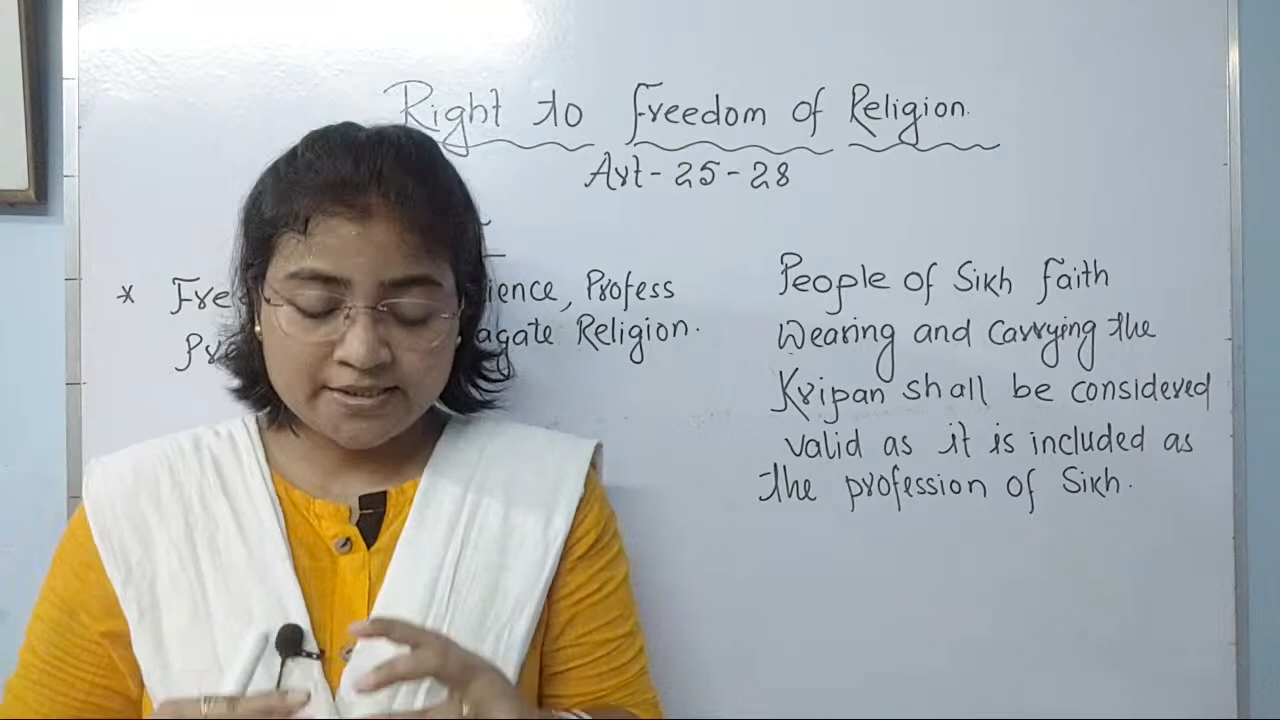 Right to Freedom of Religion.
Art-25-28
* Fre ience, Profess
Pr agate Religion.
People of Sikh faith
wearing and carrying the
Kripan shall be considered
valid as it is included as
the profession of Sikh.